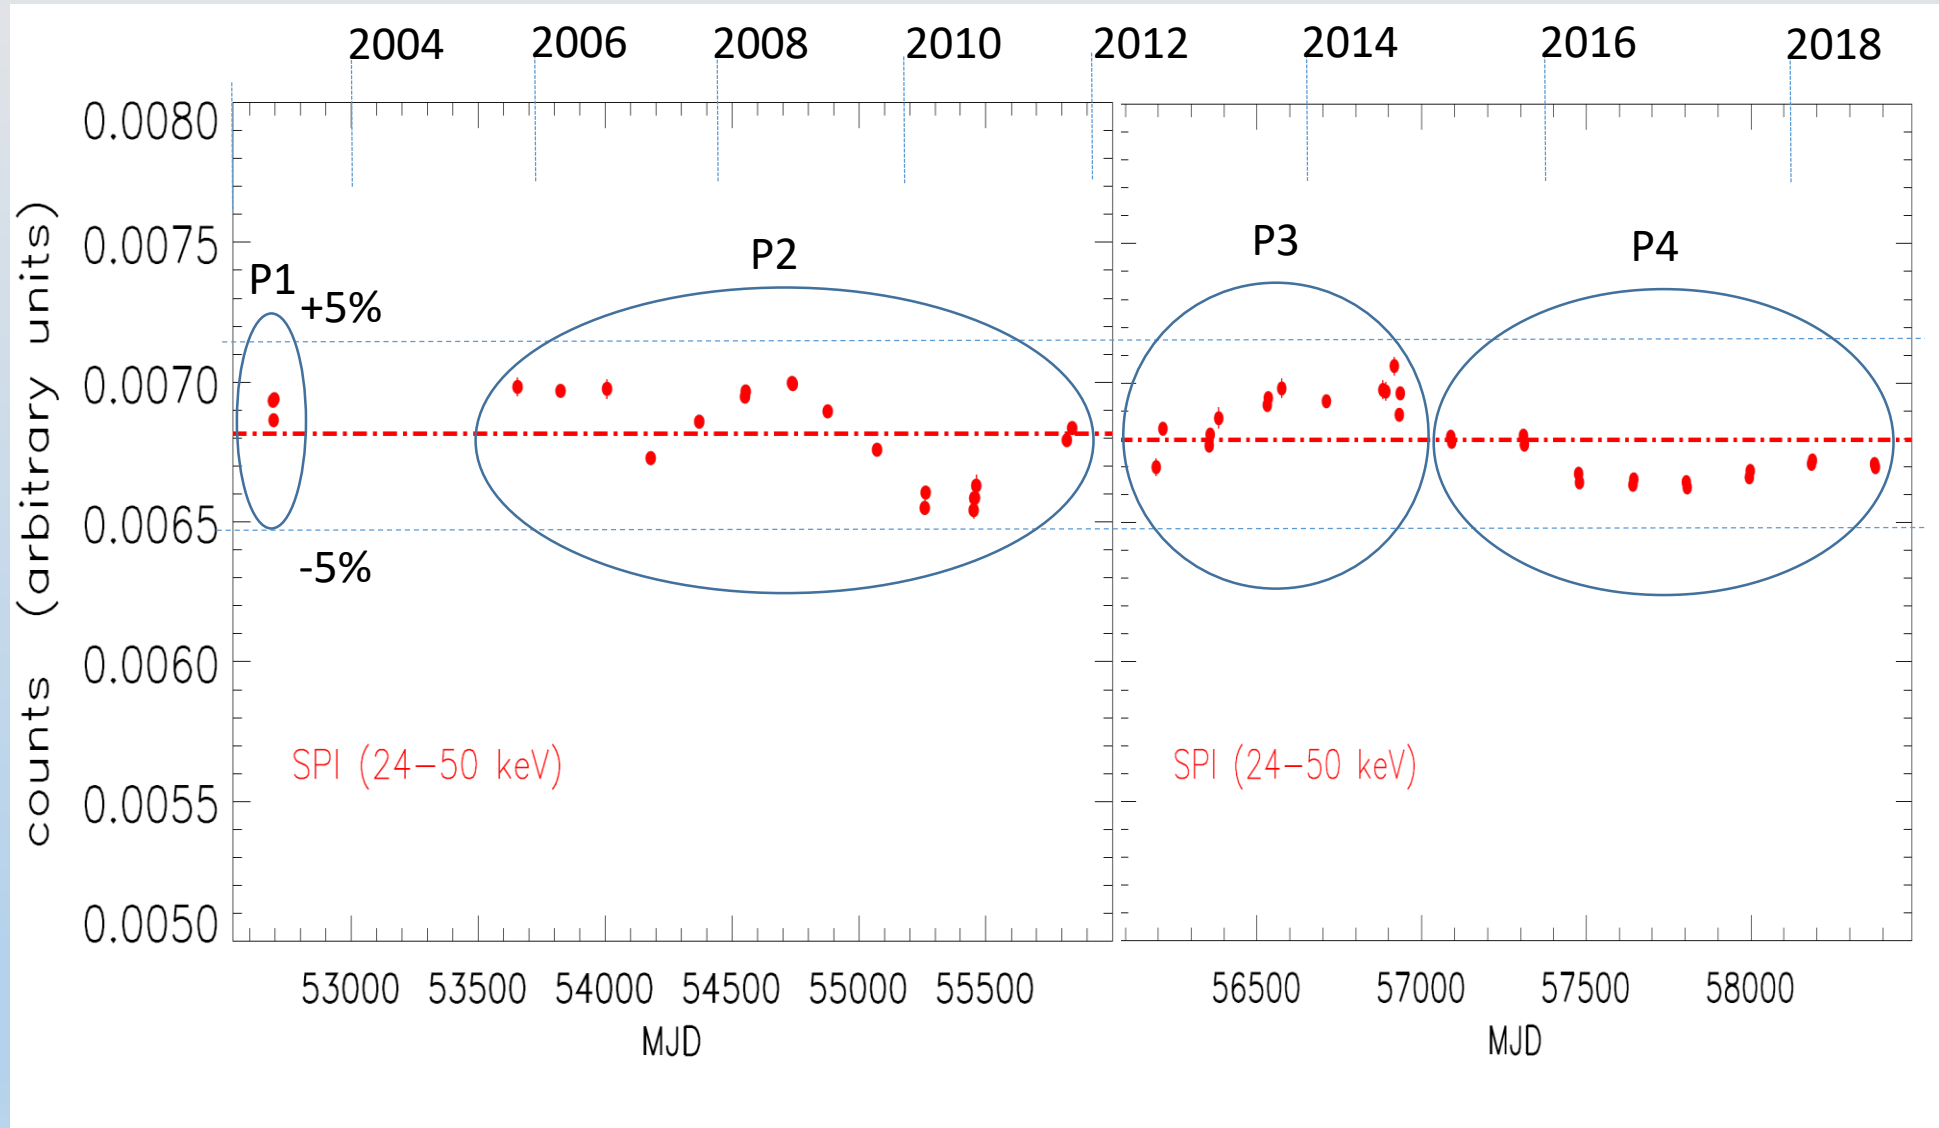 2004 2006 2008 2010 2012 2014 2016 2018
0.0080
0.0075
0.0070
0.0065
0.0060
0.0055
0.0050
counts (arbitrary units)
P1
+5%
-5%
P2
P3
P4
SPI (24-50 keV)
SPI (24-50 keV)
53000 53500 54000 54500 55000 55500
56500 57000 57500 58000
MJD
MJD